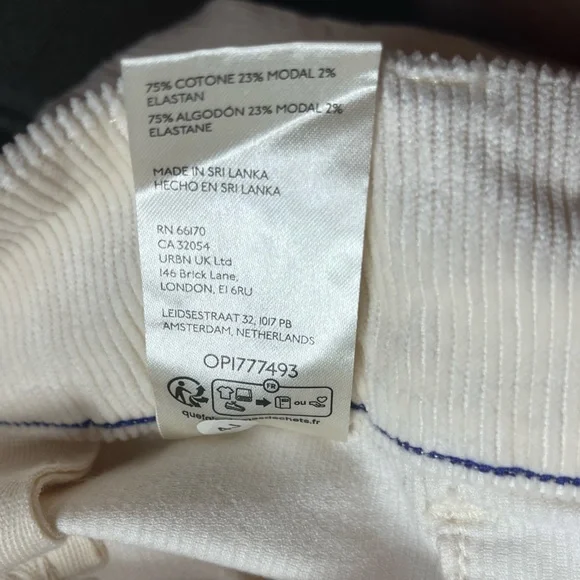 75% COTONE 23% MODAL 2%
ELASTAN
75% ALGODÓN 23% MODAL 2%
ELASTANE
MADE IN SRI LANKA
HECHO EN SRI LANKA
RN 66170
CA 32054
URBN UK Ltd
146 Brick Lane,
LONDON, E1 6RU
LEIDSESTRAAT 32, 1017 PB
AMSTERDAM, NETHERLANDS
OP1777493
FR
ou